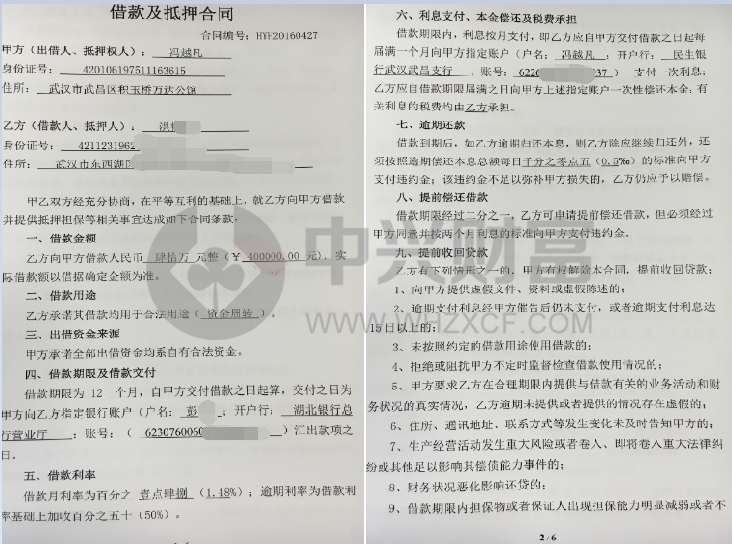 借款及抵押合同
合同编号：HYH20160427
甲方（出借人、抵押权人）：冯越凡
身份证号：420106197511163615
住所：武汉市武昌区积玉桥万达公馆
乙方（借款人、抵押人）：洪
身份证号：4211231962
住所：武汉市东西湖区
甲乙双方经充分协商，在平等互利的基础上，就乙方向甲方借款
并提供抵押担保等相关事宜达成如下合同条款：
一、借款金额
乙方向甲方借款人民币 肆拾万 元整（￥ 400000.00 元），实
际借款额以借据确定金额为准。
二、借款用途
乙方承诺其借款均用于合法用途（ 资金周转 ）。
三、出借资金来源
甲方承若全部出借资金均系自有合法资金。
四、借款期限及借款交付
借款期限为 12 个月，自甲方交付借款之日起算，交付之日为
甲方向乙方指定银行账户（户名：彭 ；开户行：湖北银行总
行营业厅 ；账号：（ 6230760060 ）汇出款项之
日。
五、借款利率
借款月利率为百分之 壹点肆捌（1.48%）；逾期利率为借款利
率基础上加收百分之五十（50%）。
六、利息支付、本金偿还及税费承担
借款期限内，利息按月支付，即乙方应自甲方交付借款之日起每
届满一个月向甲方指定账户（户名：冯越凡 ；开户行：民生银
行武汉武昌支行 ，账号：622 37 ）支付一次利息；
乙方应自借款期限届满之日向甲方上述指定账户一次性偿还本金；有
关利息的税费均由乙方承担。
七、逾期还款
借款到期后，如乙方逾期归还本息，则乙方除应继续归还外，还
须按照逾期偿还本息总额每日千分之零点五（0.5‰）的标准向甲方
支付违约金；该违约金不足以弥补甲方损失的，乙方仍应予以赔偿。
八、提前偿还借款
借款期限经过二分之一，乙方可申请提前偿还借款，但必须经过
甲方同意并按两个月利息的标准向甲方支付违约金。
九、提前收回贷款
乙方有下列情形之一的，甲方有权解除本合同，提前收回贷款：
1、向甲方提供虚假文件、资料或虚假陈述的；
2、逾期支付利息经甲方催告后仍未支付，或者逾期支付利息达
15日以上的；
3、未按照约定的借款用途使用借款的；
4、拒绝或阻抗甲方不定时监督检查借款使用情况的；
5、甲方要求乙方在合理期限内提供与借款有关的业务活动和财
务状况的真实情况，乙方逾期未提供或者提供的情况存在虚假的；
6、住所、通讯地址、联系方式等发生变化未及时告知甲方的；
7、生产经营活动发生重大风险或者卷入、即将卷入重大法律纠
纷或其他足以影响其偿债能力事件的；
8、财务状况恶化影响还贷的；
9、借款期限内担保物或者保证人出现担保能力明显减弱或者不
2/6
中兴财富
WWW.WHZXCF.COM